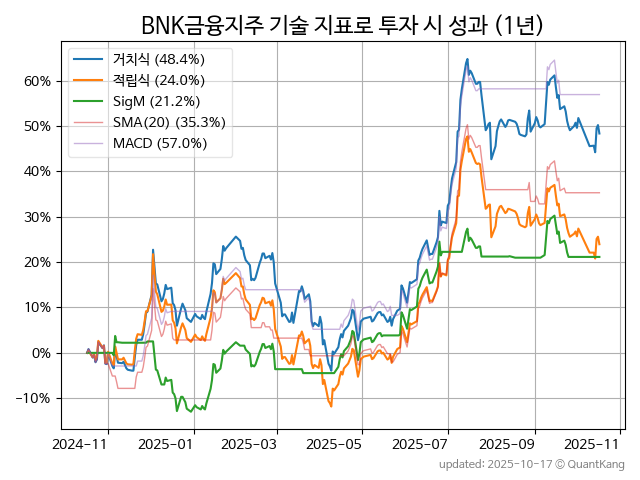 BNK금융지주 기술 지표로 투자 시 성과 (1년)
거치식 (48.4%)
적립식 (24.0%)
SigM (21.2%)
SMA(20) (35.3%)
MACD (57.0%)
60%
50%
40%
30%
20%
10%
0%
−10%
2024-11 2025-01 2025-03 2025-05 2025-07 2025-09 2025-11
updated: 2025-10-17 © QuantKang